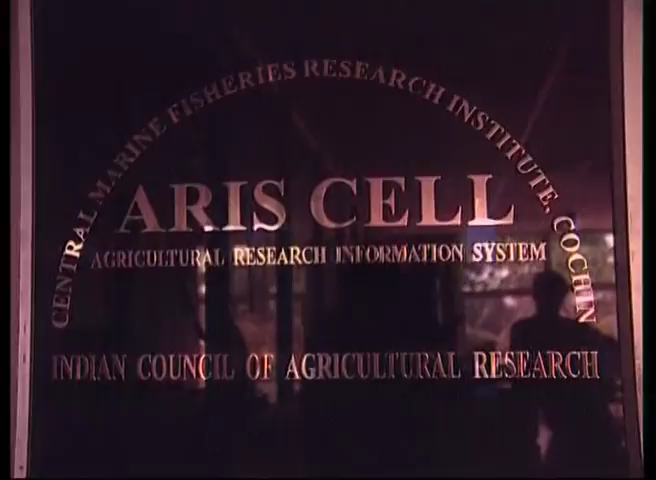 CENTRAL MARINE FISHERIES RESEARCH INSTITUTE, COCHIN
ARIS CELL
AGRICULTURAL RESEARCH INFORMATION SYSTEM
INDIAN COUNCIL OF AGRICULTURAL RESEARCH